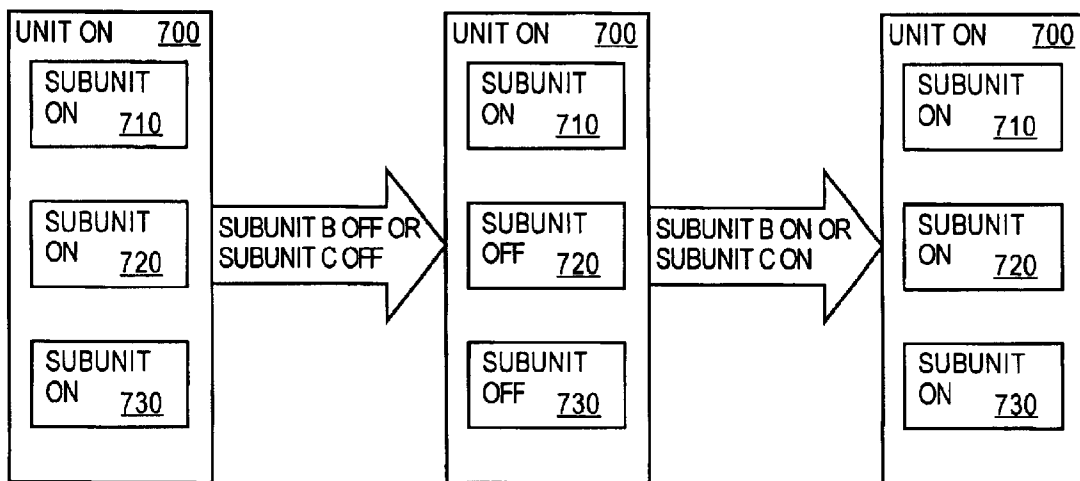 UNIT ON 700
SUBUNIT
ON 710
SUBUNIT
ON 720
SUBUNIT
ON 730
SUBUNIT B OFF OR
SUBUNIT C OFF
UNIT ON 700
SUBUNIT
ON 710
SUBUNIT
OFF 720
SUBUNIT
OFF 730
SUBUNIT B ON OR
SUBUNIT C ON
UNIT ON 700
SUBUNIT
ON 710
SUBUNIT
ON 720
SUBUNIT
ON 730